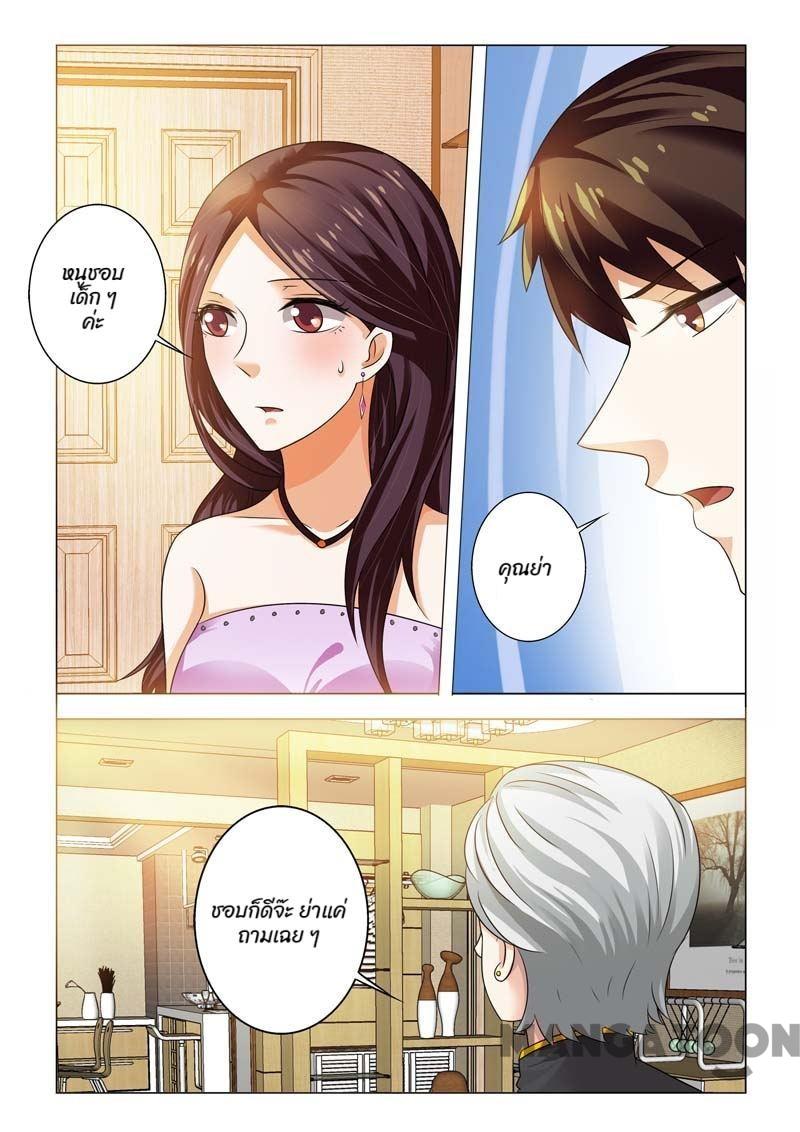 หนูชอบ
เด็ก ๆ
ค่ะ
คุณย่า
ชอบก็ดีจ๊ะ ย่าแค่
ถามเฉย ๆ
MANGATOON